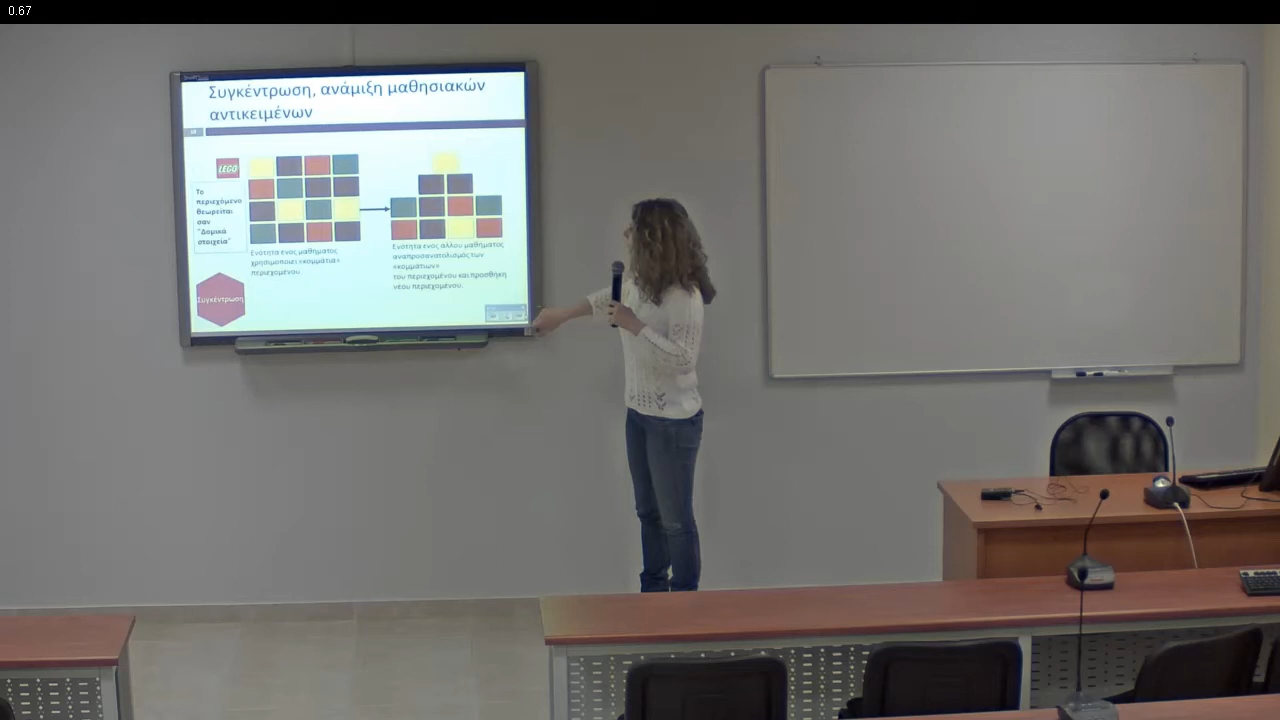 0.67
Συγκέντρωση, ανάμιξη μαθησιακών
αντικειμένων
LEGO
Το
περιεχόμενο
θεωρείται
σαν
"Δομικά
στοιχεία"
Ενότητα ενός μαθήματος
χρησιμοποιεί «κομμάτια»
περιεχομένου.
Ενότητα ενός άλλου μαθήματος
αναπροσανατολισμός των
«κομμάτιων»
του περιεχομένου και προσθήκη
νέου περιεχομένου.
Συγκέντρωση